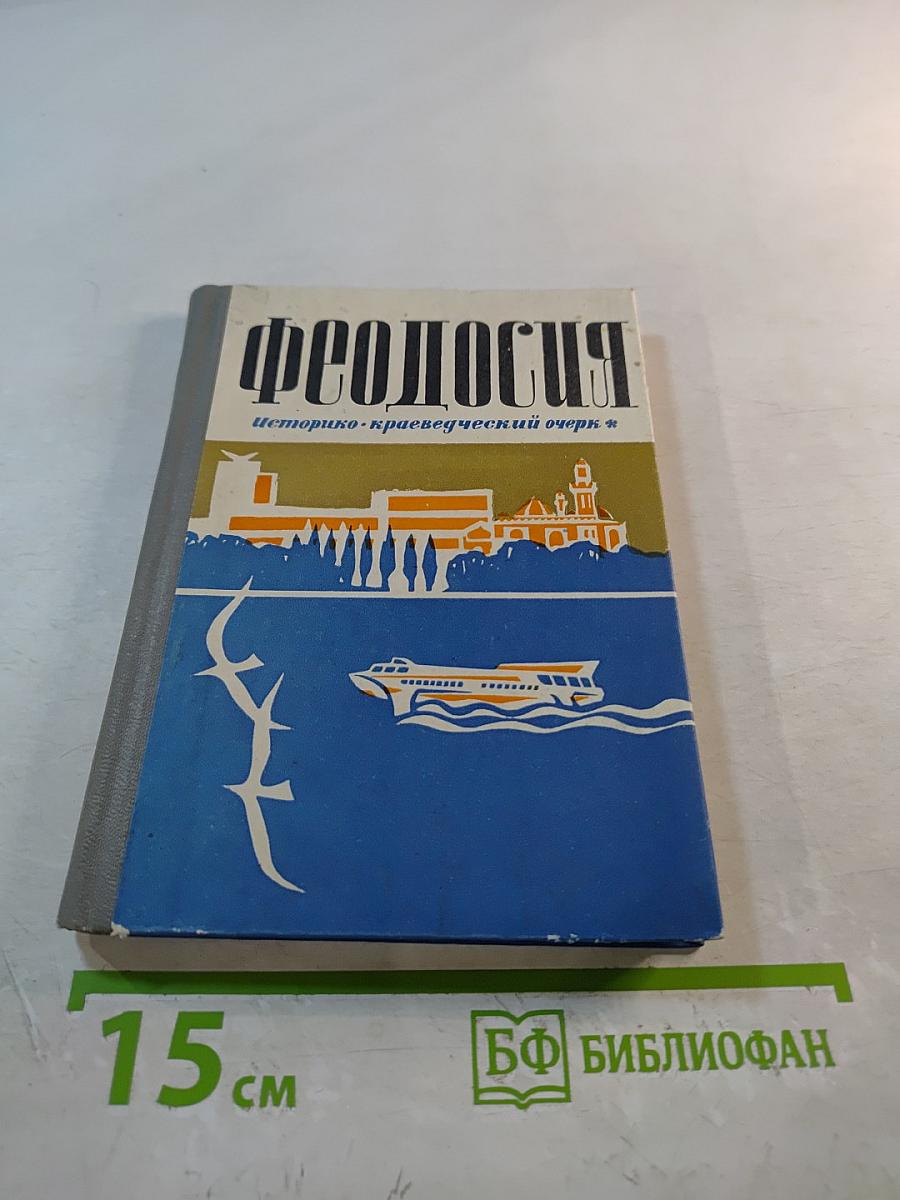 Феодосия
Историко-краеведческий очерк *
15 см
БФ БИБЛИОФАН